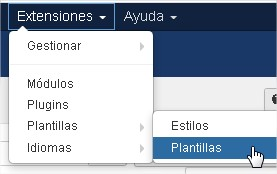 Extensiones Ayuda
Gestionar
Módulos
Plugins
Plantillas
Idiomas
Estilos
Plantillas